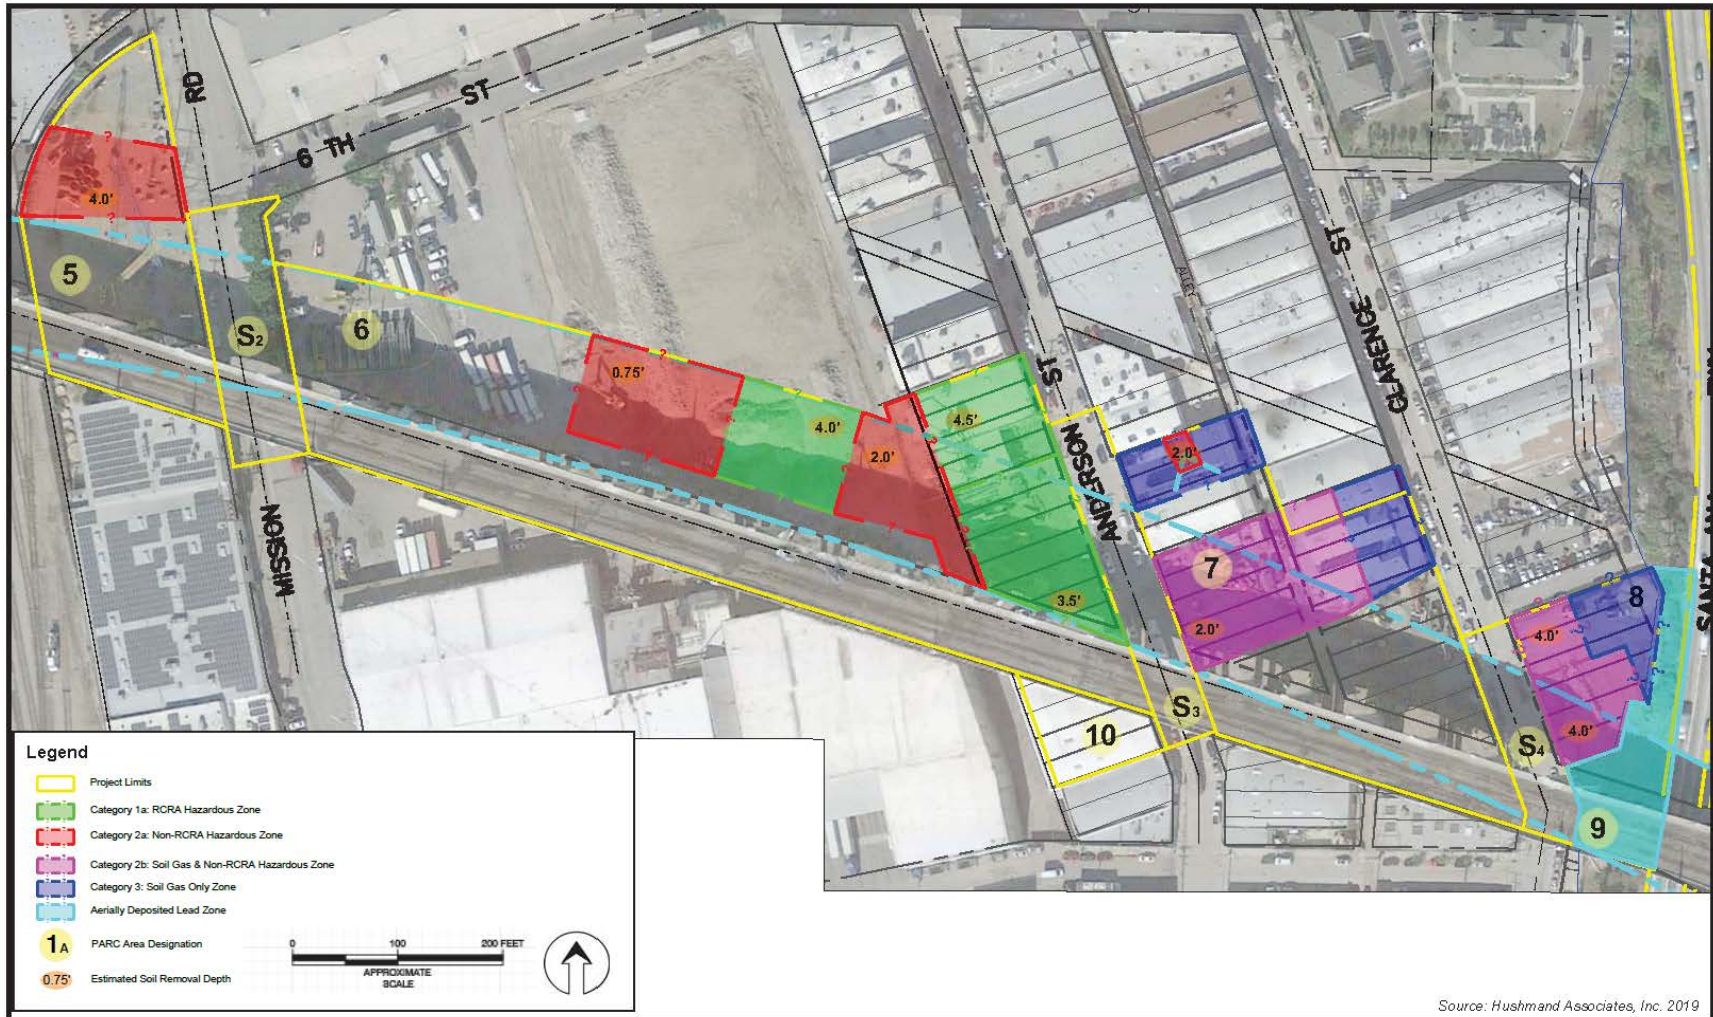 RD
6 TH ST
4.0'
5
S2
6
0.75'
4.0'
2.0'
4.5'
3.5'
ST
ANDERSON
ALLEY
ST
CLARENCE
2.0'
7
2.0'
8
4.0'
4.0'
SANTA
MISSION
10
S3
S4
9
Legend
Project Limits
Category 1a: RCRA Hazardous Zone
Category 2a: Non-RCRA Hazardous Zone
Category 2b: Soil Gas & Non-RCRA Hazardous Zone
Category 3: Soil Gas Only Zone
Aerially Deposited Lead Zone
1A PARC Area Designation
0.75' Estimated Soil Removal Depth
0 100 200 FEET
APPROXIMATE
SCALE
Source: Hushmand Associates, Inc. 2019